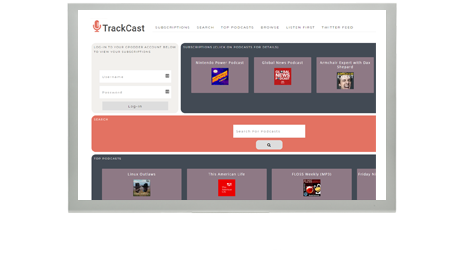 TrackCast
SUBSCRIPTIONS SEARCH TOP PODCASTS BROWSE LISTEN FIRST TWITTER FEED
LOG IN TO YOUR GPODDER ACCOUNT BELOW
TO VIEW YOUR SUBSCRIPTIONS
Username
Password
Log In
SUBSCRIPTIONS (CLICK ON PODCASTS FOR DETAILS)
Nintendo Power Podcast
Global News Podcast
Armchair Expert with Dax
Shepard
SEARCH
Search For Podcasts
TOP PODCASTS
Linux Outlaws
This American Life
FLOSS Weekly (MP3)
Friday Ni